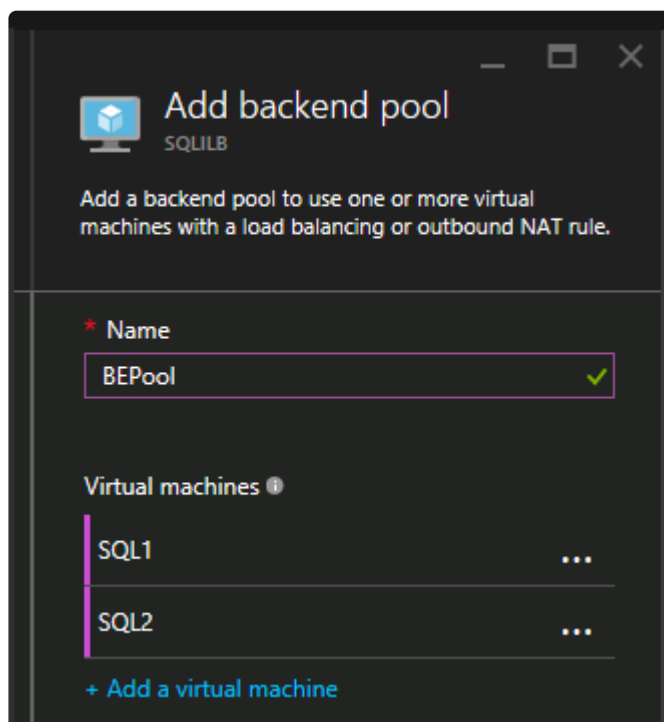 Add backend pool
SQLILB
Add a backend pool to use one or more virtual
machines with a load balancing or outbound NAT rule.
* Name
BEPool
Virtual machines
SQL1
...
SQL2
...
+ Add a virtual machine